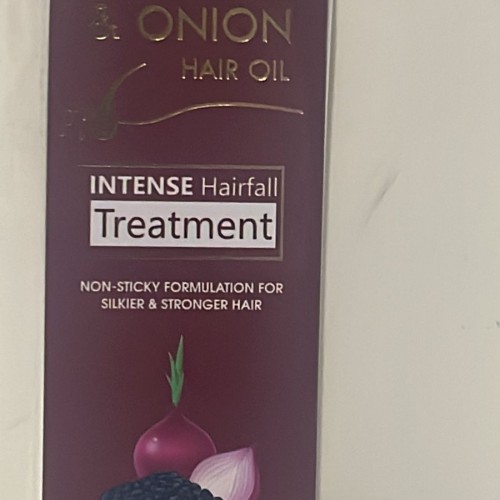 & ONION
HAIR OIL
INTENSE Hairfall
Treatment
NON-STICKY FORMULATION FOR
SILKIER & STRONGER HAIR